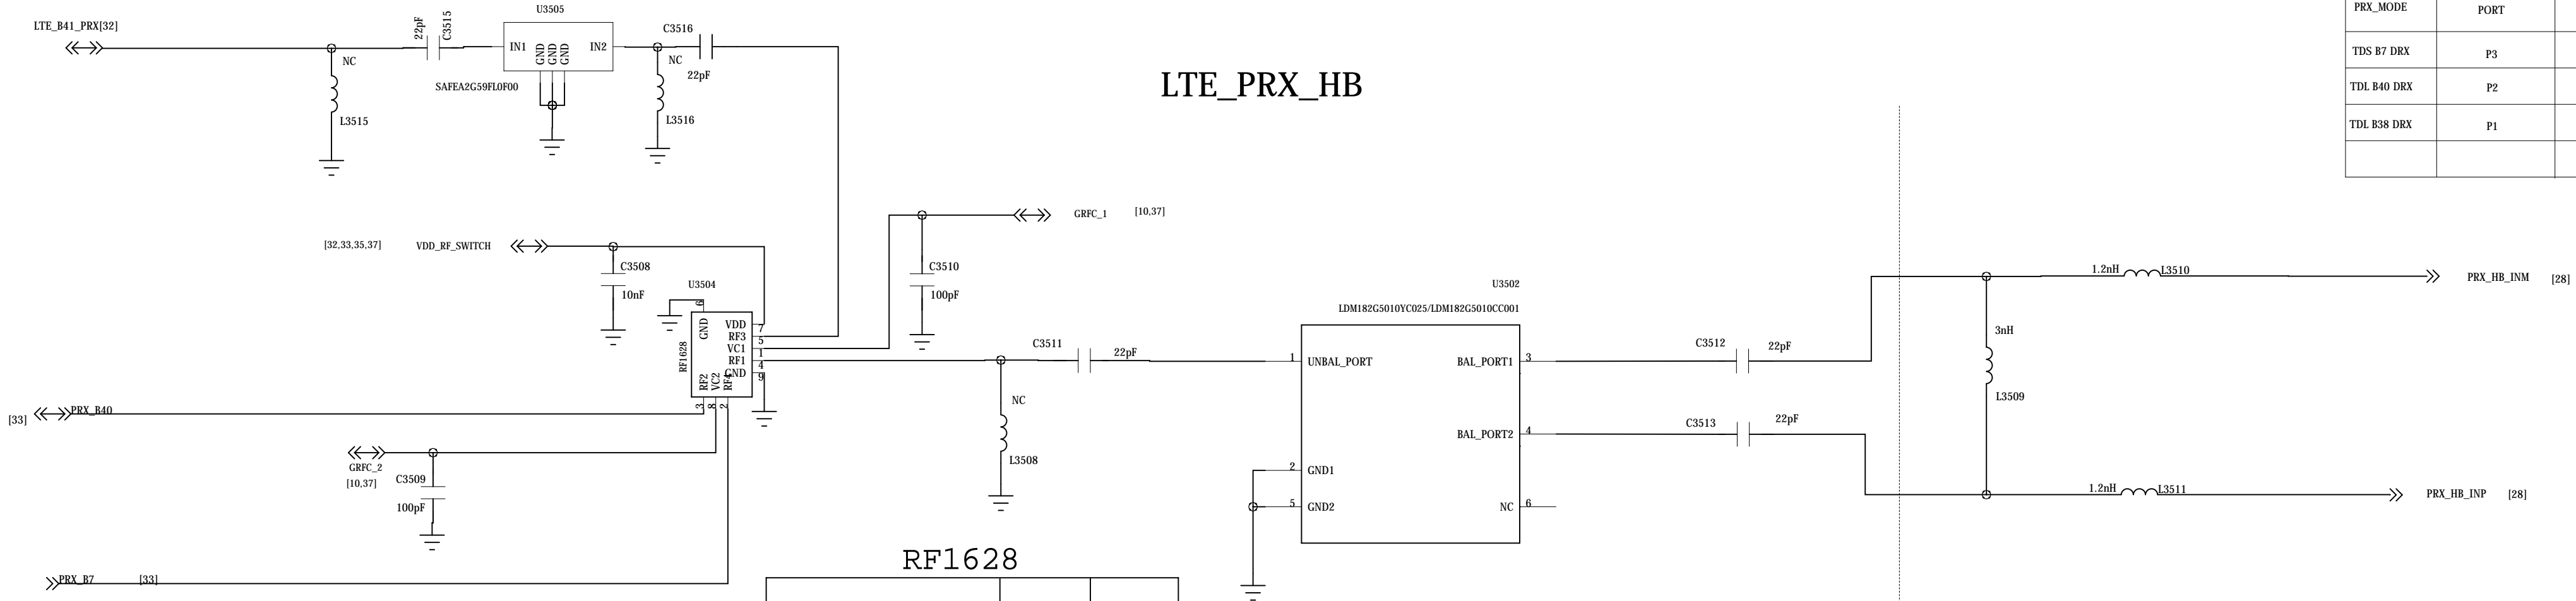 LTE_B41_PRX[32]
22pF
C3515
U3505
IN1
GND
GND
GND
IN2
SAFEA2G59FL0F00
C3516
22pF
NC
L3515
NC
L3516
LTE_PRX_HB
PRX_MODE
PORT
TDS B7 DRX
P3
TDL B40 DRX
P2
TDL B38 DRX
P1
GRFC_1
[10,37]
[32,33,35,37]
VDD_RF_SWITCH
C3508
10nF
C3510
100pF
U3504
RF1628
6
GND
VDD
7
RF3
5
VC1
1
RF1
4
GND
9
RF2
VC2
RF4
3
8
2
C3511
22pF
NC
L3508
U3502
LDM182G5010YC025/LDM182G5010CC001
1
UNBAL_PORT
BAL_PORT1
3
BAL_PORT2
4
2
GND1
5
GND2
NC
6
C3512
22pF
C3513
22pF
3nH
L3509
1.2nH
L3510
PRX_HB_INM
[28]
1.2nH
L3511
PRX_HB_INP
[28]
[33]
PRX_B40
GRFC_2
[10,37]
C3509
100pF
PRX_B7
[33]
RF1628